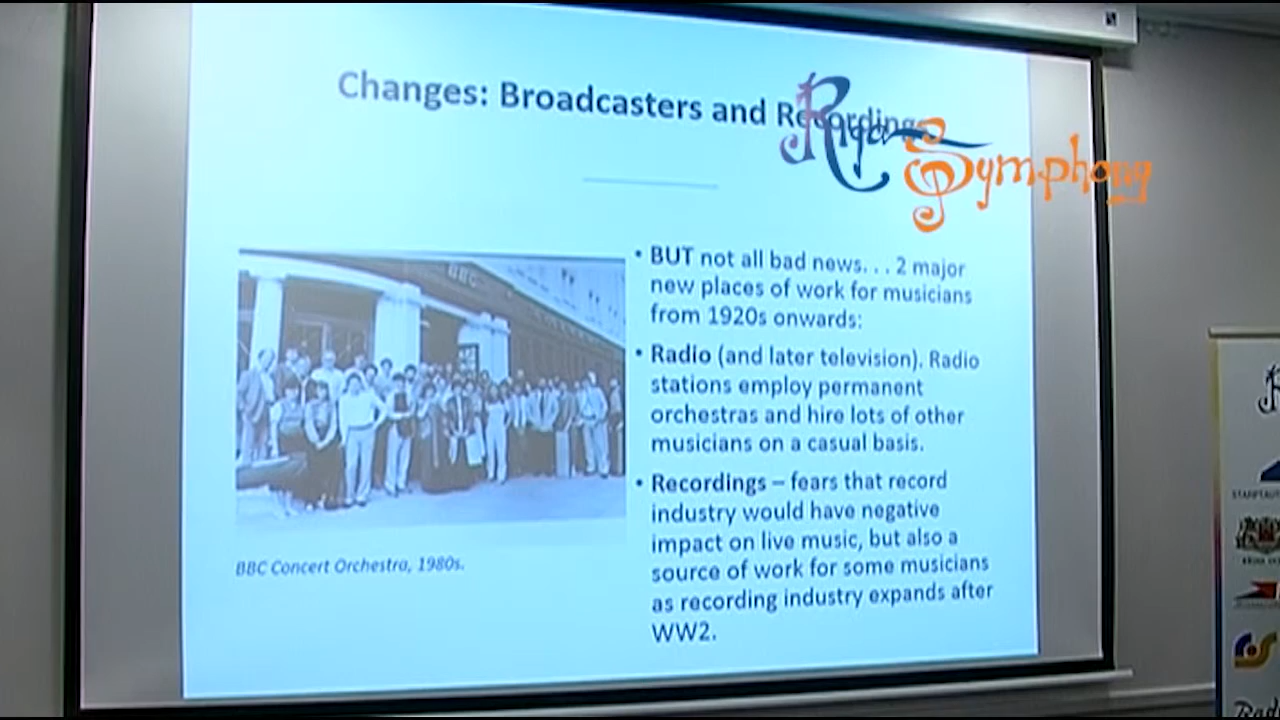 Changes: Broadcasters and Recordings
Riga
Symphony
BBC
• BUT not all bad news. . . 2 major
new places of work for musicians
from 1920s onwards:
• Radio (and later television). Radio
stations employ permanent
orchestras and hire lots of other
musicians on a casual basis.
• Recordings – fears that record
industry would have negative
impact on live music, but also a
source of work for some musicians
as recording industry expands after
WW2.
BBC Concert Orchestra, 1980s.